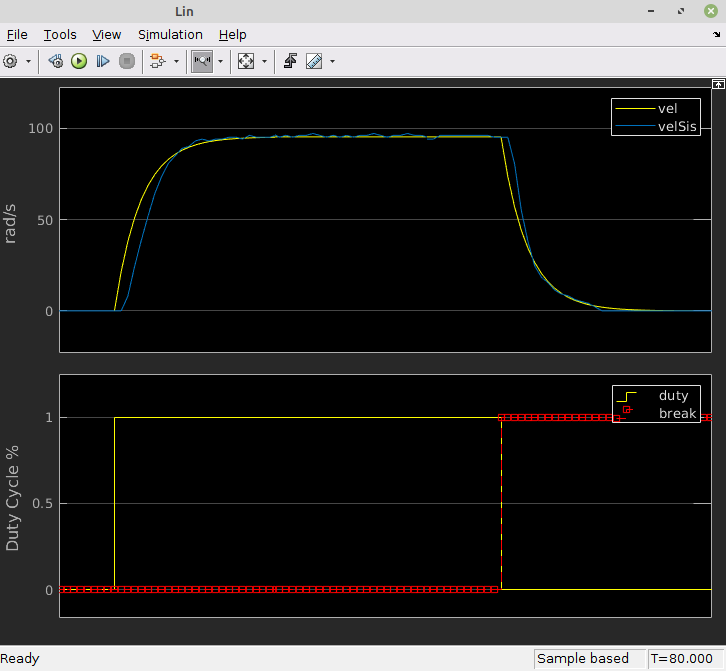 Lin
File Tools View Simulation Help
vel
velSis
100
50
0
rad/s
duty
break
1
0.5
0
Duty Cycle %
Ready
Sample based
T=80.000